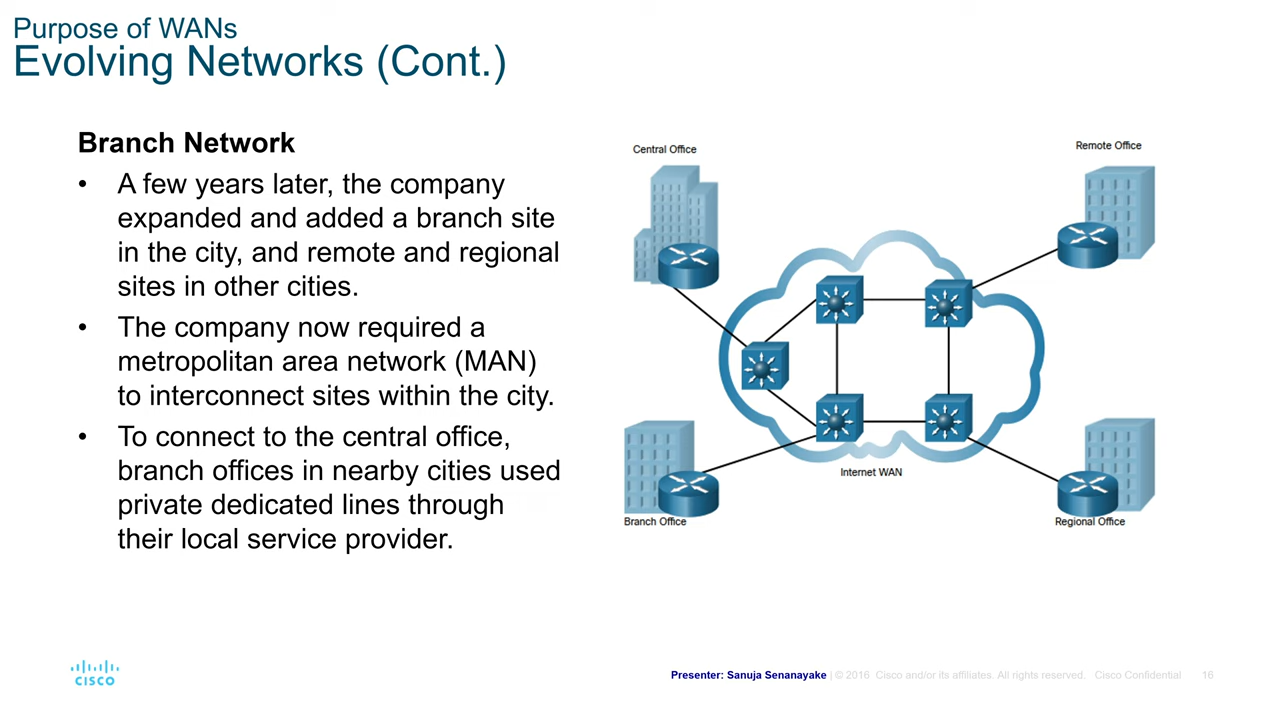 Purpose of WANs
Evolving Networks (Cont.)
Branch Network
• A few years later, the company
expanded and added a branch site
in the city, and remote and regional
sites in other cities.
• The company now required a
metropolitan area network (MAN)
to interconnect sites within the city.
• To connect to the central office,
branch offices in nearby cities used
private dedicated lines through
their local service provider.
Central Office
Remote Office
Internet WAN
Branch Office
Regional Office
CISCO
Presenter: Sanuja Senanayake | © 2016 Cisco and/or its affiliates. All rights reserved. Cisco Confidential 16